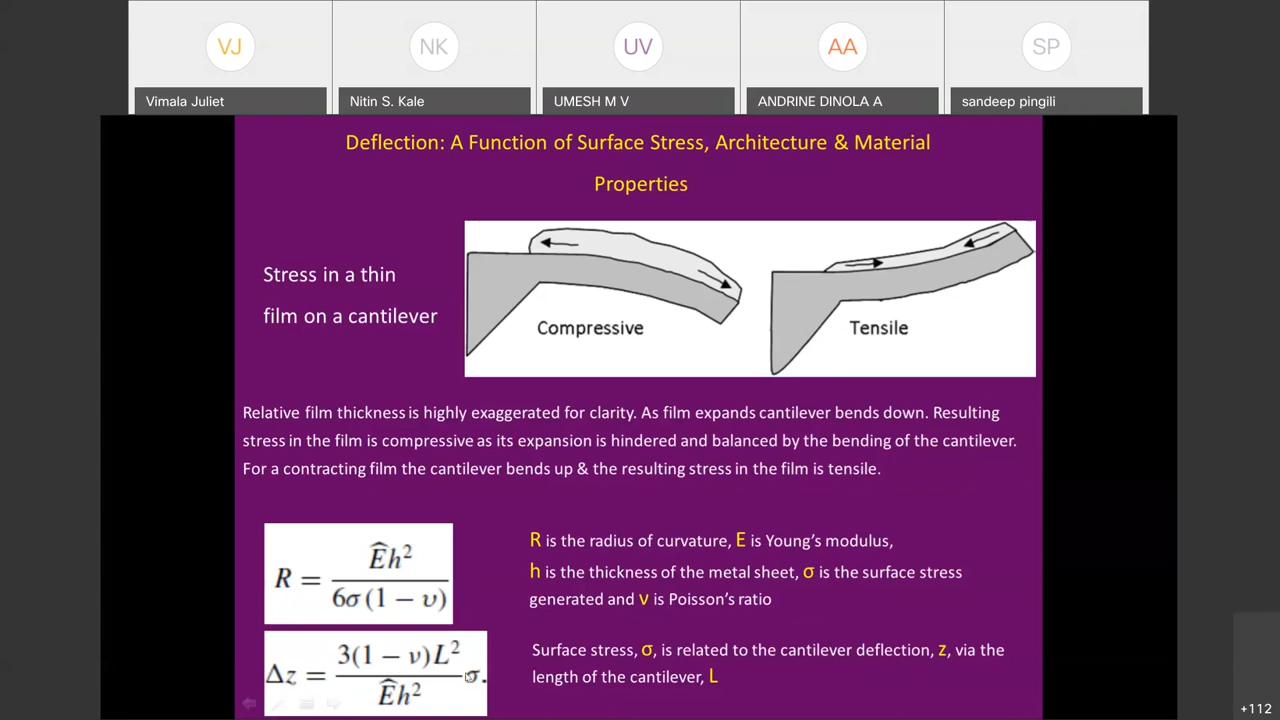 VJ
NK
UV
AA
SP
Vimala Juliet
Nitin S. Kale
UMESH M V
ANDRINE DINOLA A
sandeep pingili
Deflection: A Function of Surface Stress, Architecture & Material
Properties
Stress in a thin
film on a cantilever
Compressive
Tensile
Relative film thickness is highly exaggerated for clarity. As film expands cantilever bends down. Resulting
stress in the film is compressive as its expansion is hindered and balanced by the bending of the cantilever.
For a contracting film the cantilever bends up & the resulting stress in the film is tensile.
R = Êh² / 6σ(1 − υ)
R is the radius of curvature, E is Young's modulus,
h is the thickness of the metal sheet, σ is the surface stress
generated and ν is Poisson's ratio
Δz = 3(1 − ν)L² / Êh² σ.
Surface stress, σ, is related to the cantilever deflection, z, via the
length of the cantilever, L
+112